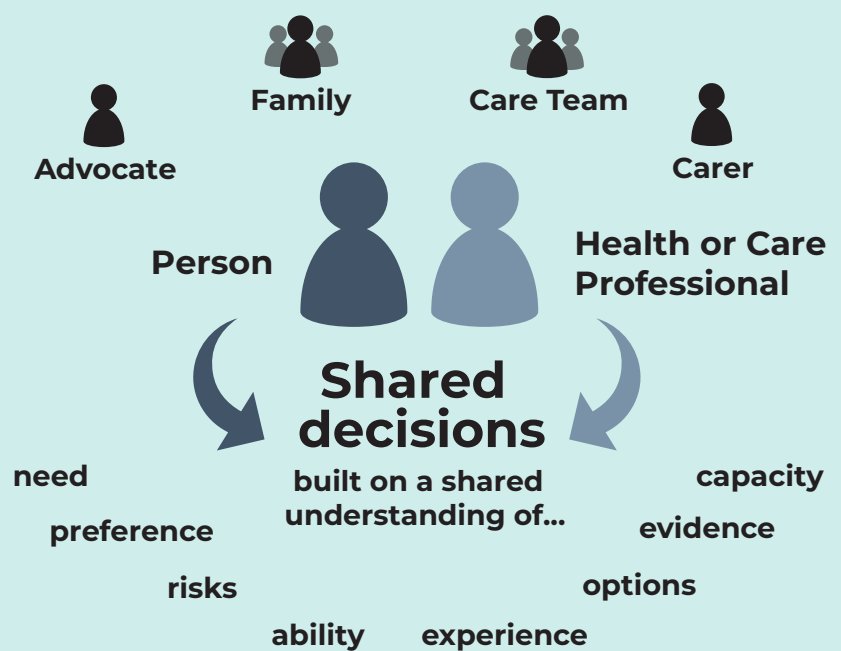 Family
Care Team
Advocate
Carer
Person
Health or Care
Professional
Shared
decisions
built on a shared
understanding of...
need
capacity
preference
evidence
risks
options
ability
experience